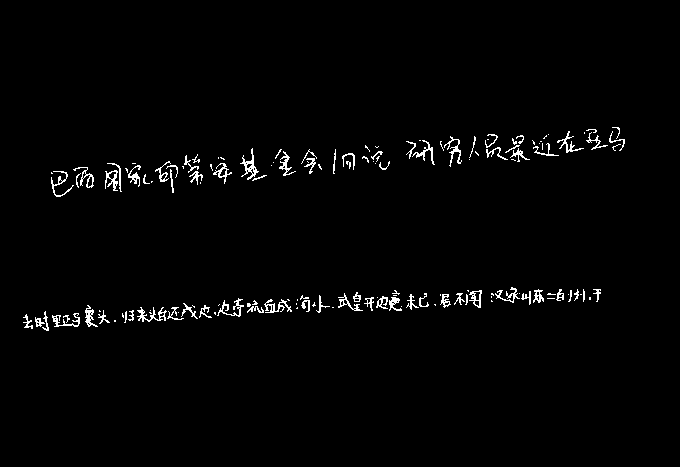 巴西国家印第安基金会1日说 研究人员最近在亚马
去时里正与裹头.归来头白还戍边,边亭流血成海水.武皇开边意未已.君不闻 汉家山东二百州,千